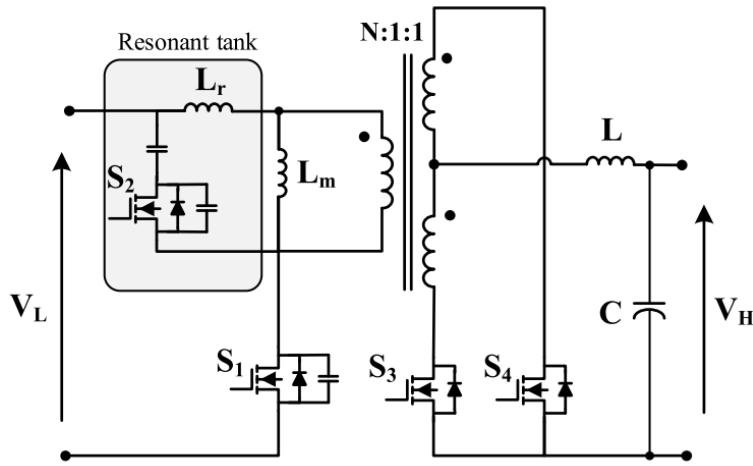 Resonant tank
N:1:1
Lr
L
S2
Lm
VL
C
VH
S1
S3
S4